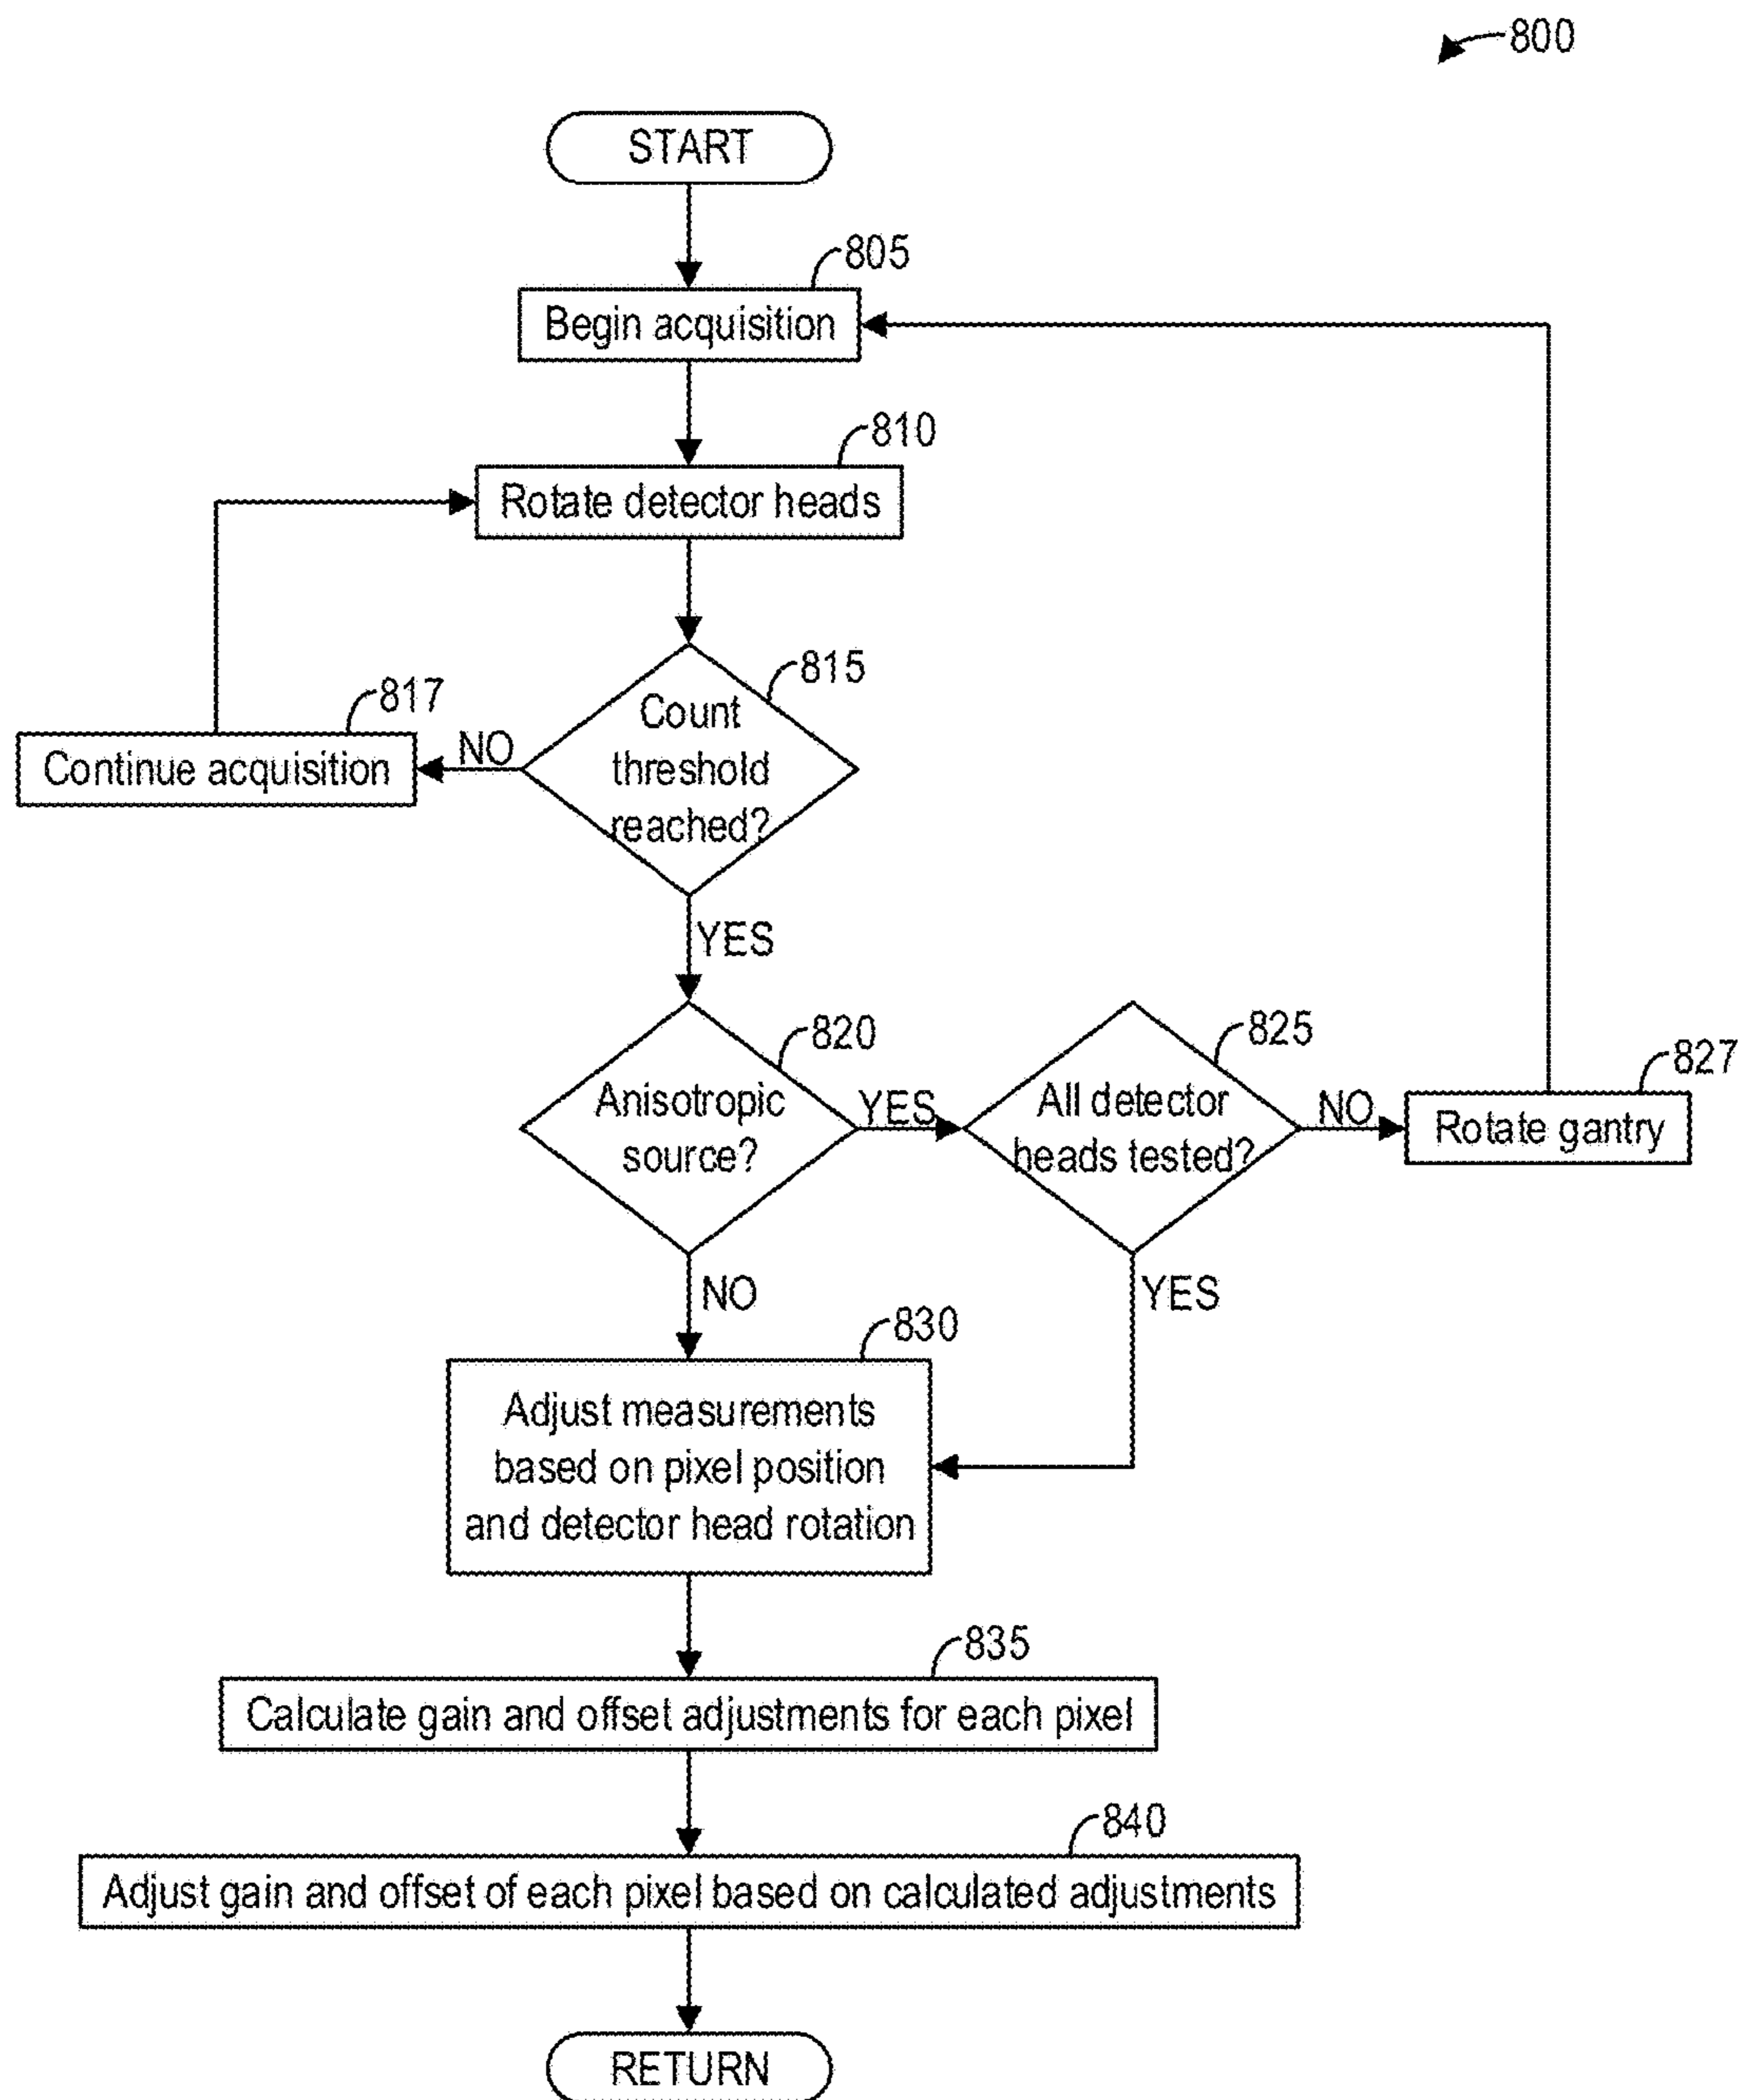 800
START
805
Begin acquisition
810
Rotate detector heads
815
Count
threshold
reached?
817
NO
Continue acquisition
YES
820
Anisotropic
source?
YES
825
All detector
heads tested?
NO
827
Rotate gantry
NO
YES
830
Adjust measurements
based on pixel position
and detector head rotation
835
Calculate gain and offset adjustments for each pixel
840
Adjust gain and offset of each pixel based on calculated adjustments
RETURN